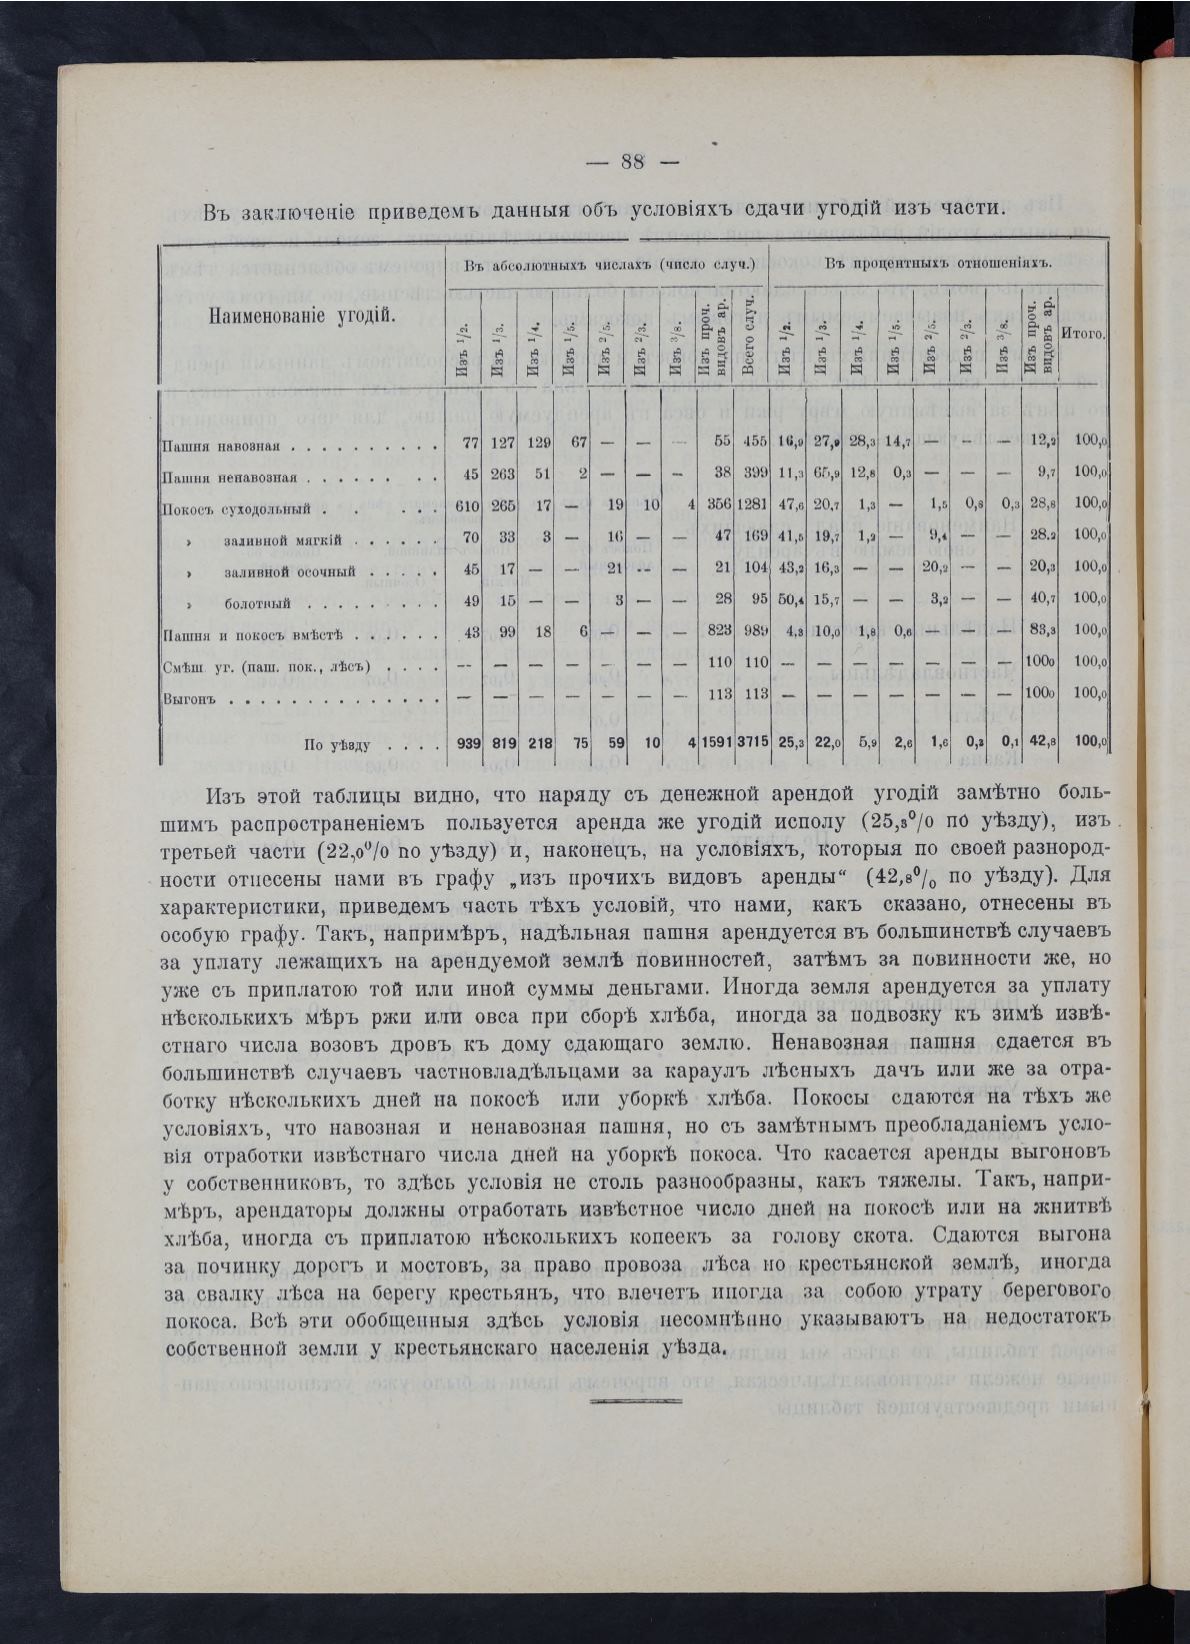 — 88 —
Въ заключеніе приведемъ данныя объ условіяхъ сдачи угодій изъ части.
Наименованіе угодій. Въ абсолютныхъ числахъ (число случ.) Въ процентныхъ отношеніяхъ.
Изъ 1/2. Изъ 1/3. Изъ 1/4. Изъ 1/5. Изъ 2/5. Изъ 2/3. Изъ 3/8. Изъ проч. видовъ ар. Всего случ. Изъ 1/2. Изъ 1/3. Изъ 1/4. Изъ 1/5. Изъ 2/5. Изъ 2/3. Изъ 3/8. Изъ проч. видовъ ар. Итого.
Пашня навозная . . . . . . . . . . 77 127 129 67 — — — 55 455 16,9 27,9 28,3 14,7 — — — 12,2 100,0
Пашня ненавозная . . . . . . . . 45 263 51 2 — — — 38 399 11,3 65,9 12,8 0,3 — — — 9,7 100,0
Покосъ суходольный . . . . . 610 265 17 — 19 10 4 356 1281 47,6 20,7 1,3 — 1,5 0,8 0,3 28,8 100,0
› заливной мягкій . . . . . . 70 33 3 — 16 — — 47 169 41,5 19,7 1,2 — 9,4 — — 28,2 100,0
› заливной осочный . . . . . 45 17 — — 21 — — 21 104 43,2 16,3 — — 20,2 — — 20,3 100,0
› болотный . . . . . . . . . 49 15 — — 3 — — 28 95 50,4 15,7 — — 3,2 — — 40,7 100,0
Пашня и покосъ вмѣстѣ . . . . . . 43 99 18 6 — — — 823 989 4,3 10,0 1,8 0,6 — — — 83,3 100,0
Смѣш. уг. (паш. пок., лѣсъ) . . . . — — — — — — — 110 110 — — — — — — — 1000 100,0
Выгонъ . . . . . . . . . . . . . . — — — — — — — 113 113 — — — — — — — 1000 100,0
По уѣзду . . . . 939 819 218 75 59 10 4 1591 3715 25,3 22,0 5,9 2,6 1,6 0,3 0,1 42,8 100,0
Изъ этой таблицы видно, что наряду съ денежной арендой угодій замѣтно боль-
шимъ распространеніемъ пользуется аренда же угодій исполу (25,3% по уѣзду), изъ
третьей части (22,0% по уѣзду) и, наконецъ, на условіяхъ, которыя по своей разнород-
ности отнесены нами въ графу „изъ прочихъ видовъ аренды“ (42,8% по уѣзду). Для
характеристики, приведемъ часть тѣхъ условій, что нами, какъ сказано, отнесены въ
особую графу. Такъ, напримѣръ, надѣльная пашня арендуется въ большинствѣ случаевъ
за уплату лежащихъ на арендуемой землѣ повинностей, затѣмъ за повинности же, но
уже съ приплатою той или иной суммы деньгами. Иногда земля арендуется за уплату
нѣсколькихъ мѣръ ржи или овса при сборѣ хлѣба, иногда за подвозку къ зимѣ извѣ-
стнаго числа возовъ дровъ къ дому сдающаго землю. Ненавозная пашня сдается въ
большинствѣ случаевъ частновладѣльцами за караулъ лѣсныхъ дачъ или же за отра-
ботку нѣсколькихъ дней на покосѣ или уборкѣ хлѣба. Покосы сдаются на тѣхъ же
условіяхъ, что навозная и ненавозная пашня, но съ замѣтнымъ преобладаніемъ усло-
вія отработки извѣстнаго числа дней на уборкѣ покоса. Что касается аренды выгоновъ
у собственниковъ, то здѣсь условія не столь разнообразны, какъ тяжелы. Такъ, напри-
мѣръ, арендаторы должны отработать извѣстное число дней на покосѣ или на жнитвѣ
хлѣба, иногда съ приплатою нѣсколькихъ копеекъ за голову скота. Сдаются выгона
за починку дорогъ и мостовъ, за право провоза лѣса по крестьянской землѣ, иногда
за свалку лѣса на берегу крестьянъ, что влечетъ иногда за собою утрату берегового
покоса. Всѣ эти обобщенныя здѣсь условія несомнѣнно указываютъ на недостатокъ
собственной земли у крестьянскаго населенія уѣзда.